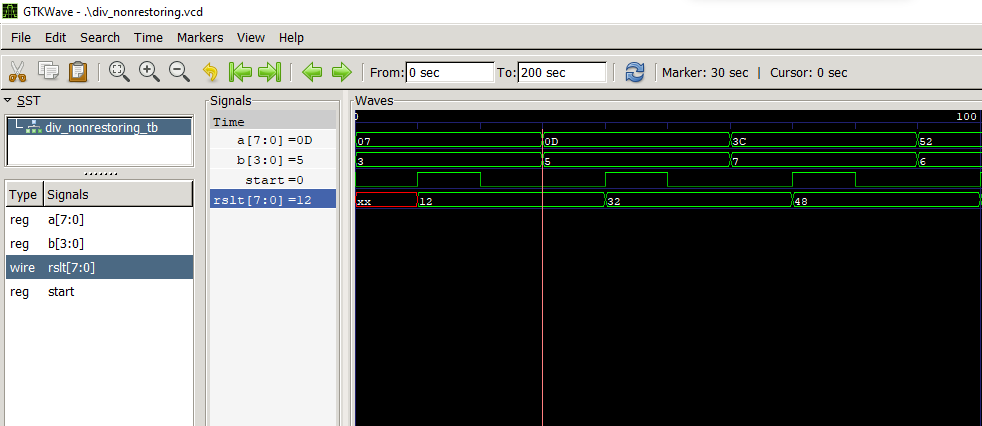 GTKWave - .\div_nonrestoring.vcd
File Edit Search Time Markers View Help
From: 0 sec To: 200 sec Marker: 30 sec | Cursor: 0 sec
SST
div_nonrestoring_tb
Type Signals
reg a[7:0]
reg b[3:0]
wire rslt[7:0]
reg start
Signals
Time
a[7:0] =0D
b[3:0] =5
start =0
rslt[7:0] =12
Waves
0 100
07 0D 3C 52
3 5 7 6
xx 12 32 48